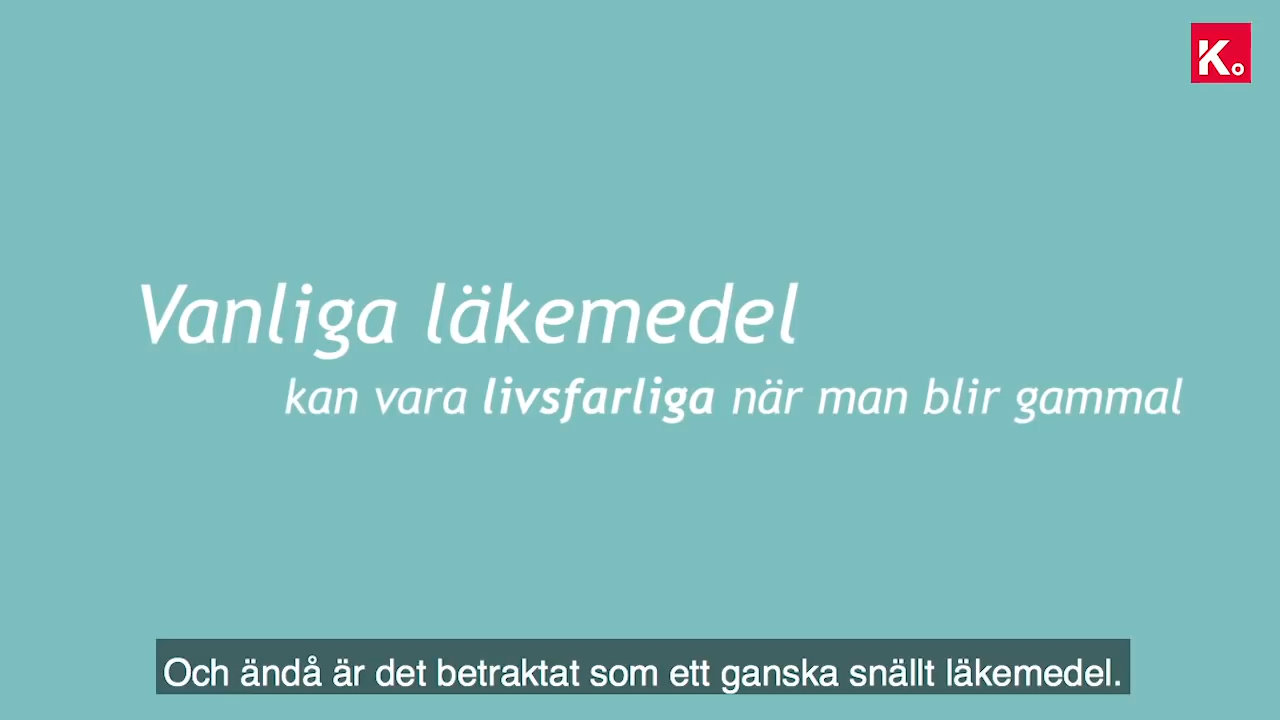 K.o
Vanliga läkemedel
kan vara livsfarliga när man blir gammal
Och ändå är det betraktat som ett ganska snällt läkemedel.